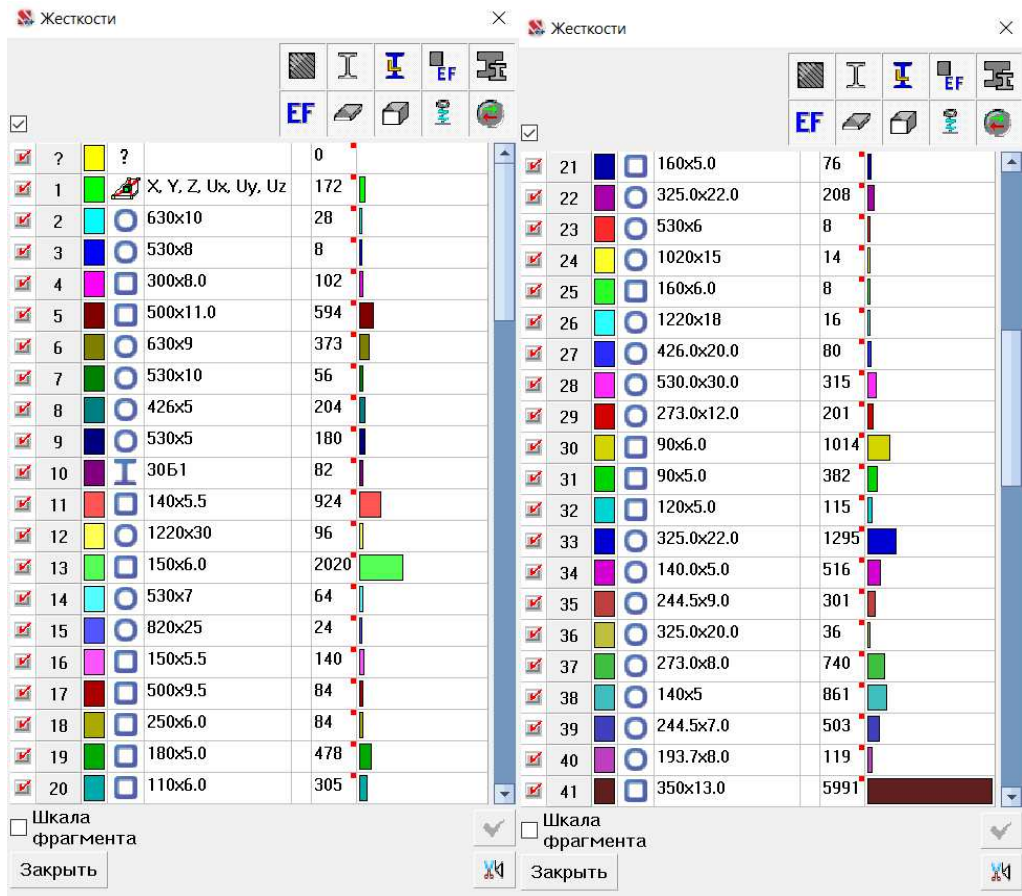 Жесткости
EF
EF
? ? 0
1 X, Y, Z, Ux, Uy, Uz 172
2 630x10 28
3 530x8 8
4 300x8.0 102
5 500x11.0 594
6 630x9 373
7 530x10 56
8 426x5 204
9 530x5 180
10 30Б1 82
11 140x5.5 924
12 1220x30 96
13 150x6.0 2020
14 530x7 64
15 820x25 24
16 150x5.5 140
17 500x9.5 84
18 250x6.0 84
19 180x5.0 478
20 110x6.0 305
Шкала
фрагмента
Закрыть
Жесткости
EF
EF
21 160x5.0 76
22 325.0x22.0 208
23 530x6 8
24 1020x15 14
25 160x6.0 8
26 1220x18 16
27 426.0x20.0 80
28 530.0x30.0 315
29 273.0x12.0 201
30 90x6.0 1014
31 90x5.0 382
32 120x5.0 115
33 325.0x22.0 1295
34 140.0x5.0 516
35 244.5x9.0 301
36 325.0x20.0 36
37 273.0x8.0 740
38 140x5 861
39 244.5x7.0 503
40 193.7x8.0 119
41 350x13.0 5991
Шкала
фрагмента
Закрыть